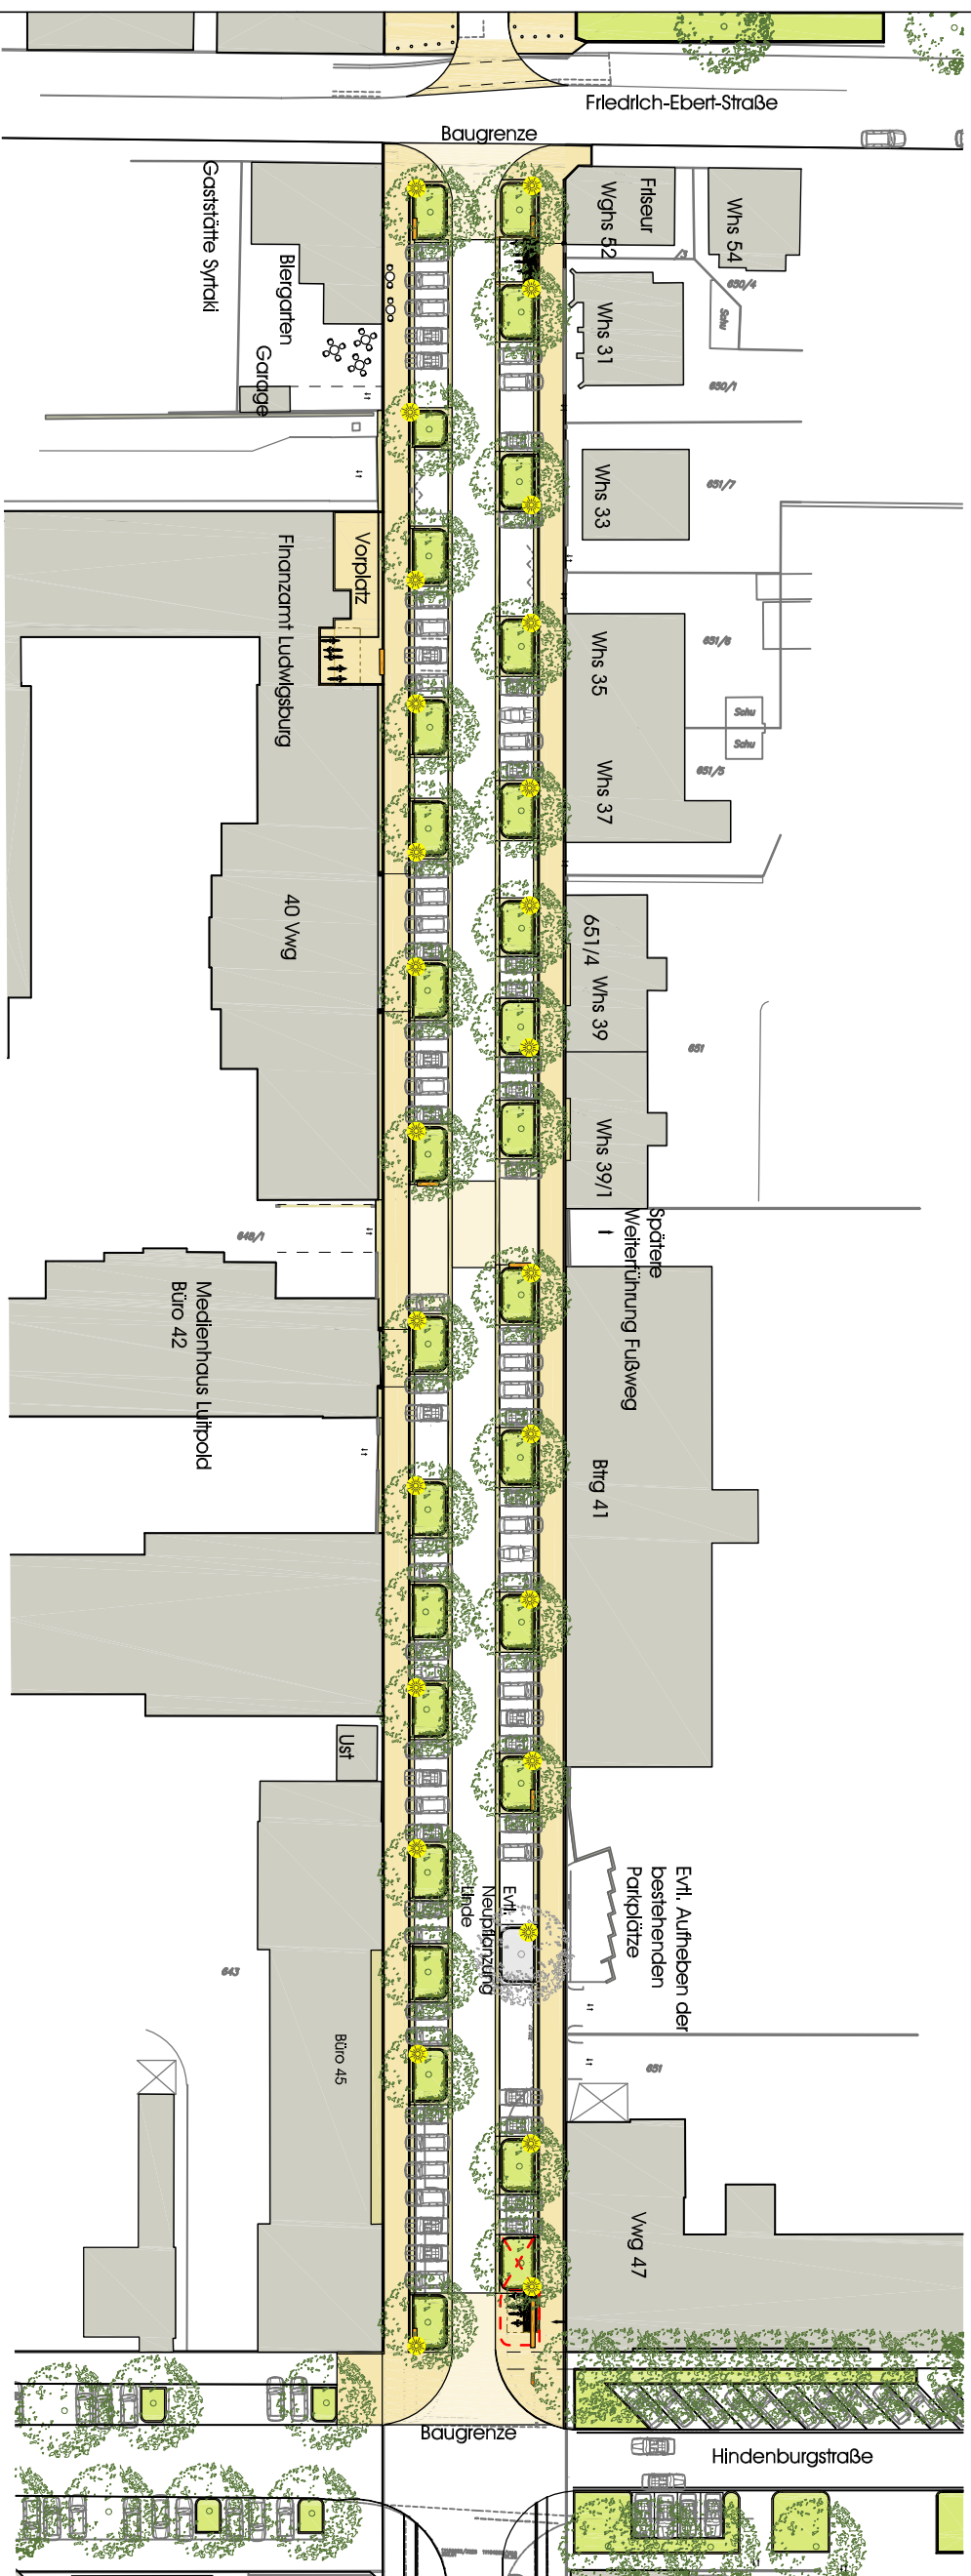 Friedrich-Ebert-Straße
Baugrenze
Gaststätte Syrtaki
Biergarten
Garage
Friseur
Wghs 52
Whs 54
/3
650/4
Schu
Whs 31
650/1
Whs 33
651/7
Vorplatz
Finanzamt Ludwigsburg
Whs 35
651/6
Schu
Schu
651/5
Whs 37
40 Vwg
651/4
Whs 39
651
Whs 39/1
Spätere
Weiterführung Fußweg
648/1
Medienhaus Luitpold
Büro 42
Btrg 41
Ust
Evtl. Aufheben der
bestehenden
Parkplätze
Evtl.
Neupflanzung
Linde
643
Büro 45
651
Vwg 47
Baugrenze
Hindenburgstraße